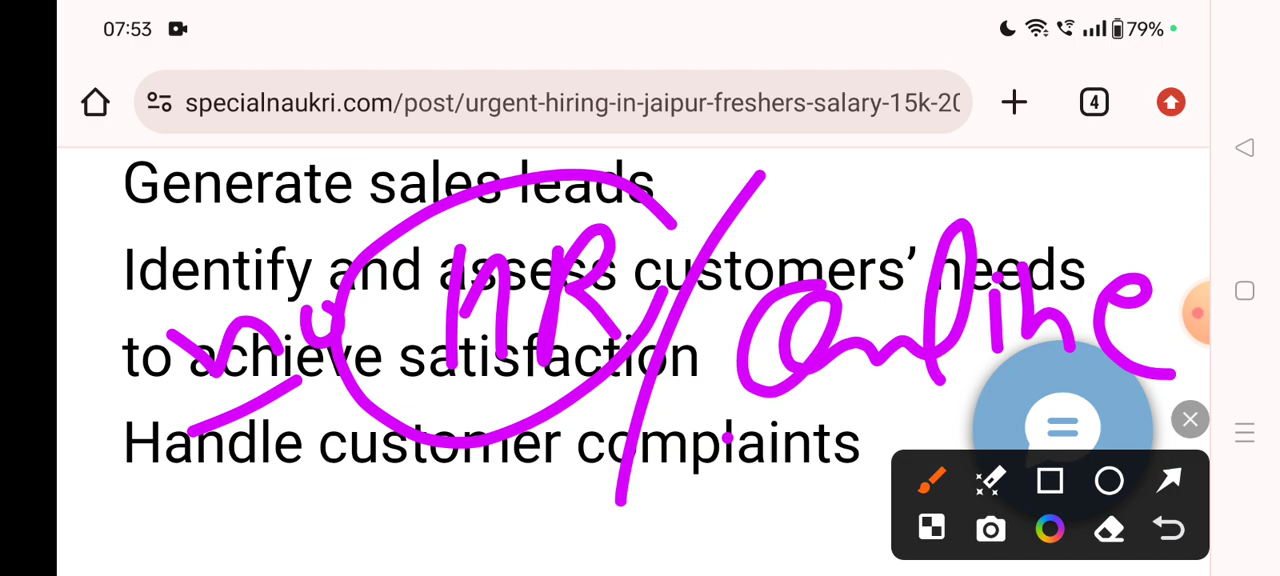 07:53 79%
specialnaukri.com/post/urgent-hiring-in-jaipur-freshers-salary-15k-20 4
Generate sales leads
Identify and assess customers’ needs
to achieve satisfaction
Handle customer complaints
HR / online